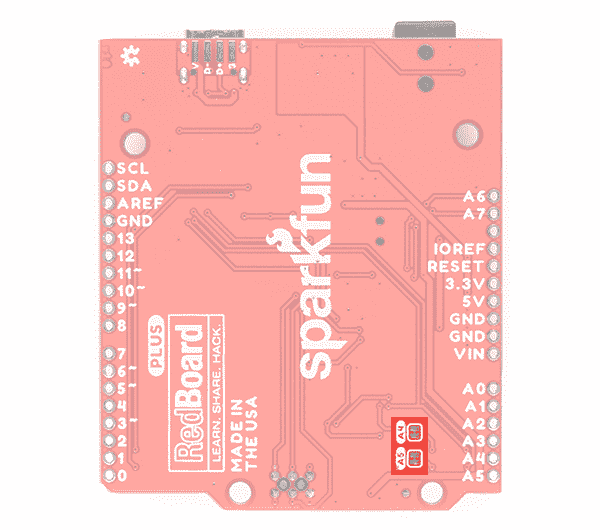 V D- D+ G
SCL
SDA
AREF
GND
13
12
11~
10~
9~
8
7
6~
5~
4
3~
2
1
0
PLUS
RedBoard
LEARN. SHARE. HACK.
MADE IN
THE USA
sparkfun
A6
A7
IOREF
RESET
3.3V
5V
GND
GND
VIN
A0
A1
A2
A3
A4
A5
A4
A5